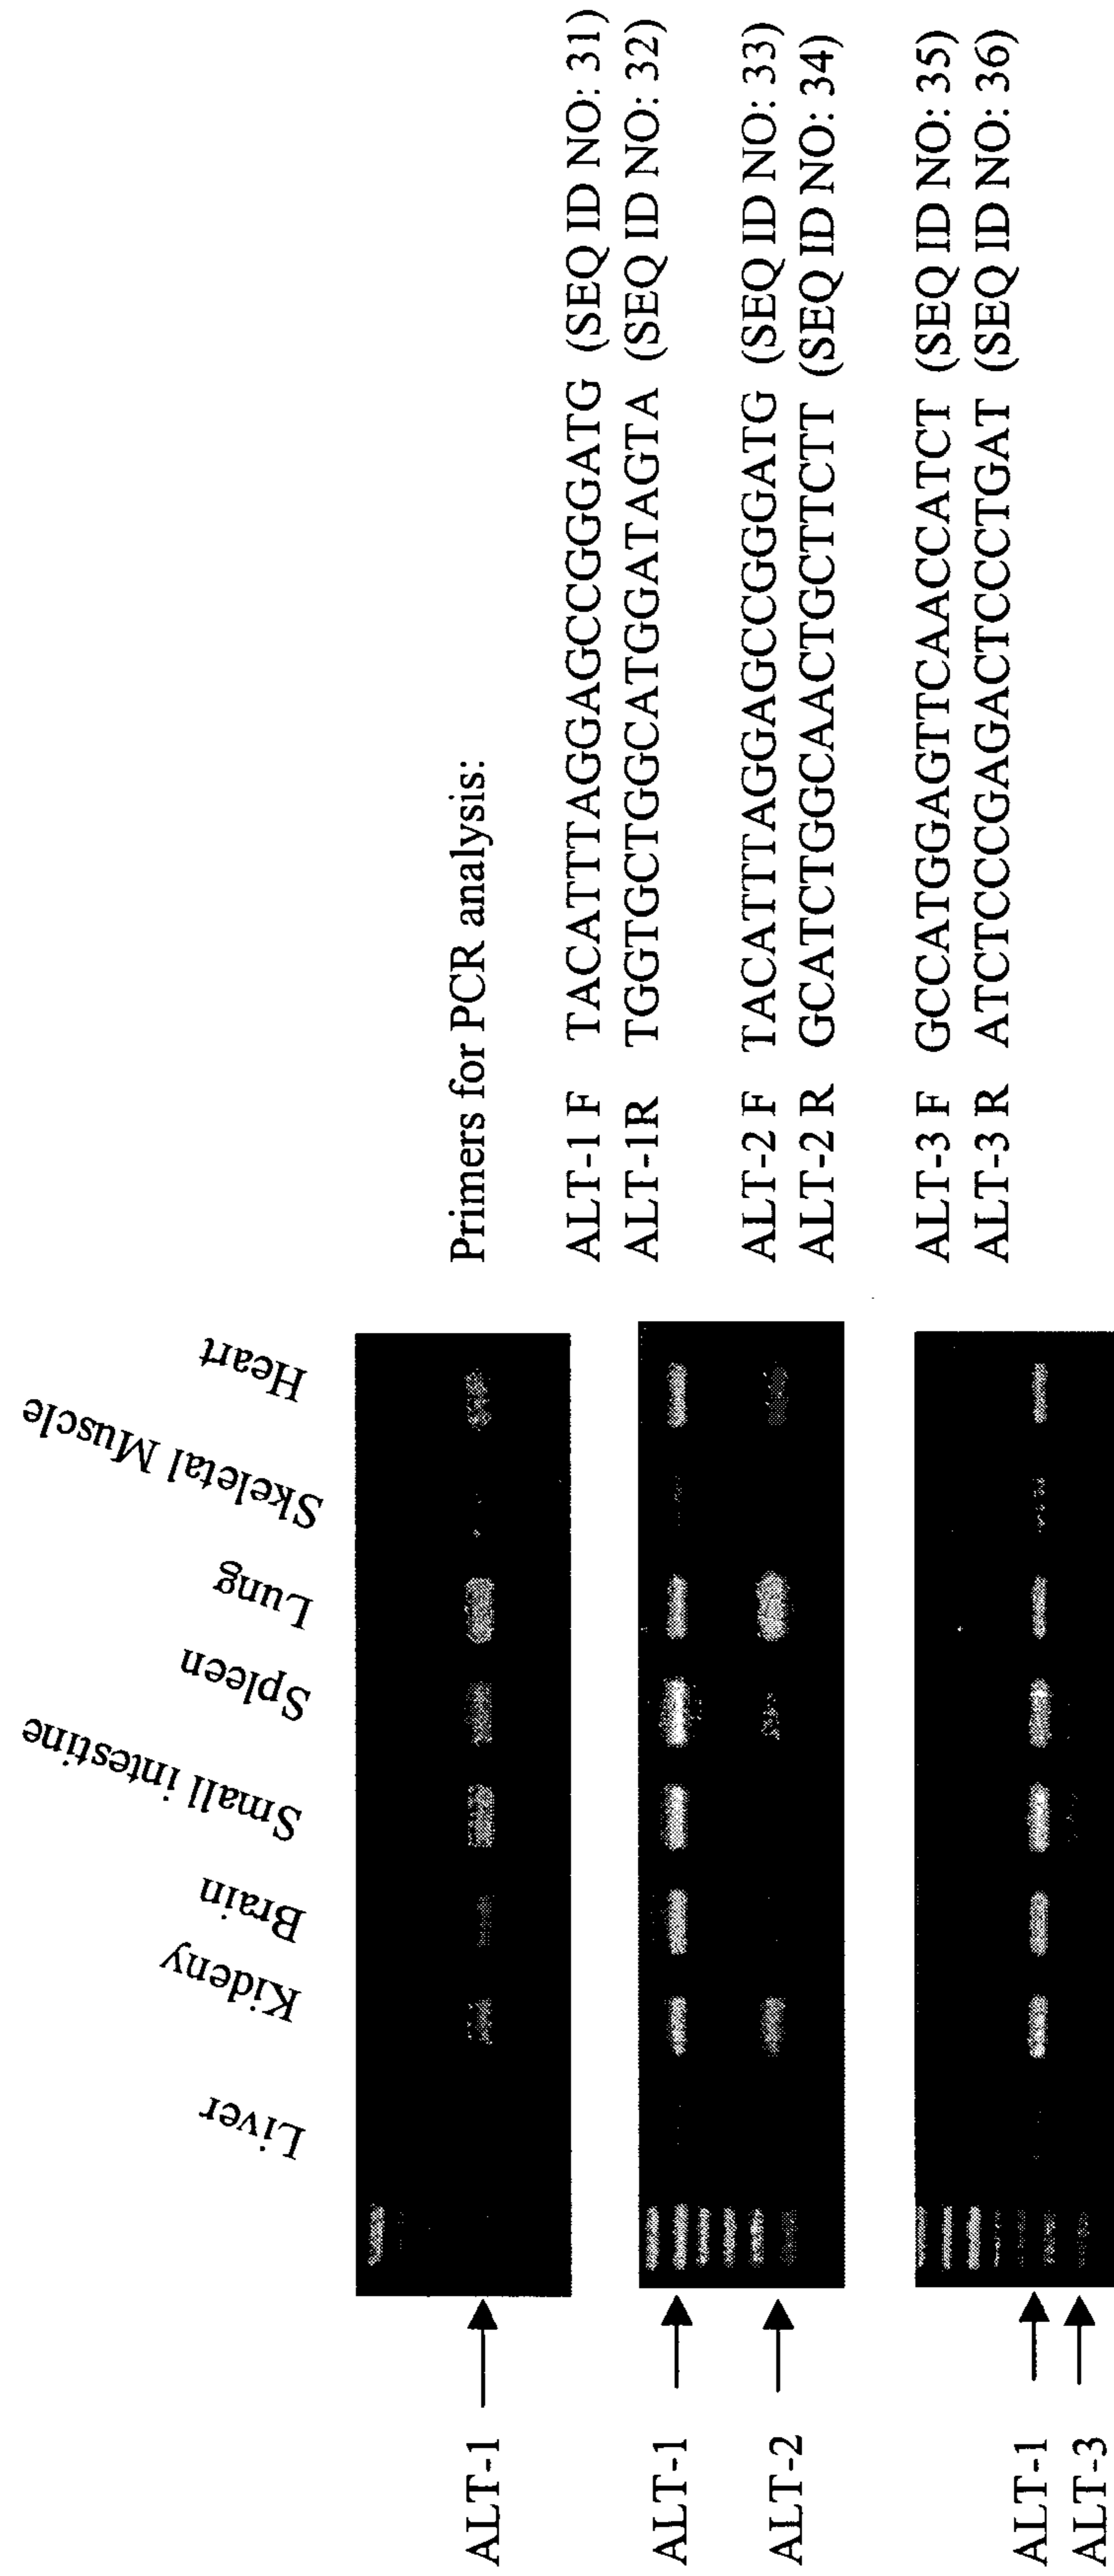 Liver
Kideny
Brain
Small intestine
Spleen
Lung
Skeletal Muscle
Heart
ALT-1
ALT-1
ALT-2
ALT-1
ALT-3
Primers for PCR analysis:
ALT-1 F TACATTTAGGAGCCGGGATG (SEQ ID NO: 31)
ALT-1R TGGTGCTGGCATGGATAGTA (SEQ ID NO: 32)
ALT-2 F TACATTTAGGAGCCGGGATG (SEQ ID NO: 33)
ALT-2 R GCATCTGGCAACTGCTTCTT (SEQ ID NO: 34)
ALT-3 F GCCATGGAGTTCAACCATCT (SEQ ID NO: 35)
ALT-3 R ATCTCCCGAGACTCCCTGAT (SEQ ID NO: 36)